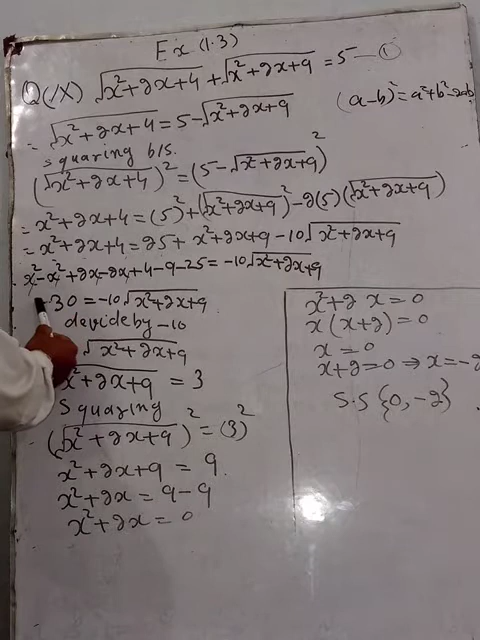 Ex (1.3)
Q(ix) √(x²+2x+4) + √(x²+2x+9) = 5 — ①
(a-b)² = a²+b²-2ab
= √(x²+2x+4) = 5 - √(x²+2x+9)
squaring b/s.
(√(x²+2x+4))² = (5 - √(x²+2x+9))²
= x²+2x+4 = (5)² + (√(x²+2x+9))² - 2(5)(√(x²+2x+9))
= x²+2x+4 = 25 + x²+2x+9 - 10√(x²+2x+9)
x²-x²+2x-2x+4-9-25 = -10√(x²+2x+9)
-30 = -10√(x²+2x+9)
devide by -10
√(x²+2x+9)
x²+2x+9 = 3
Squaring
(√(x²+2x+9))² = (3)²
x²+2x+9 = 9.
x²+2x = 9-9
x²+2x = 0
x²+2x = 0
x(x+2) = 0
x = 0
x+2=0 ⇒ x=-2
S.S {0, -2}